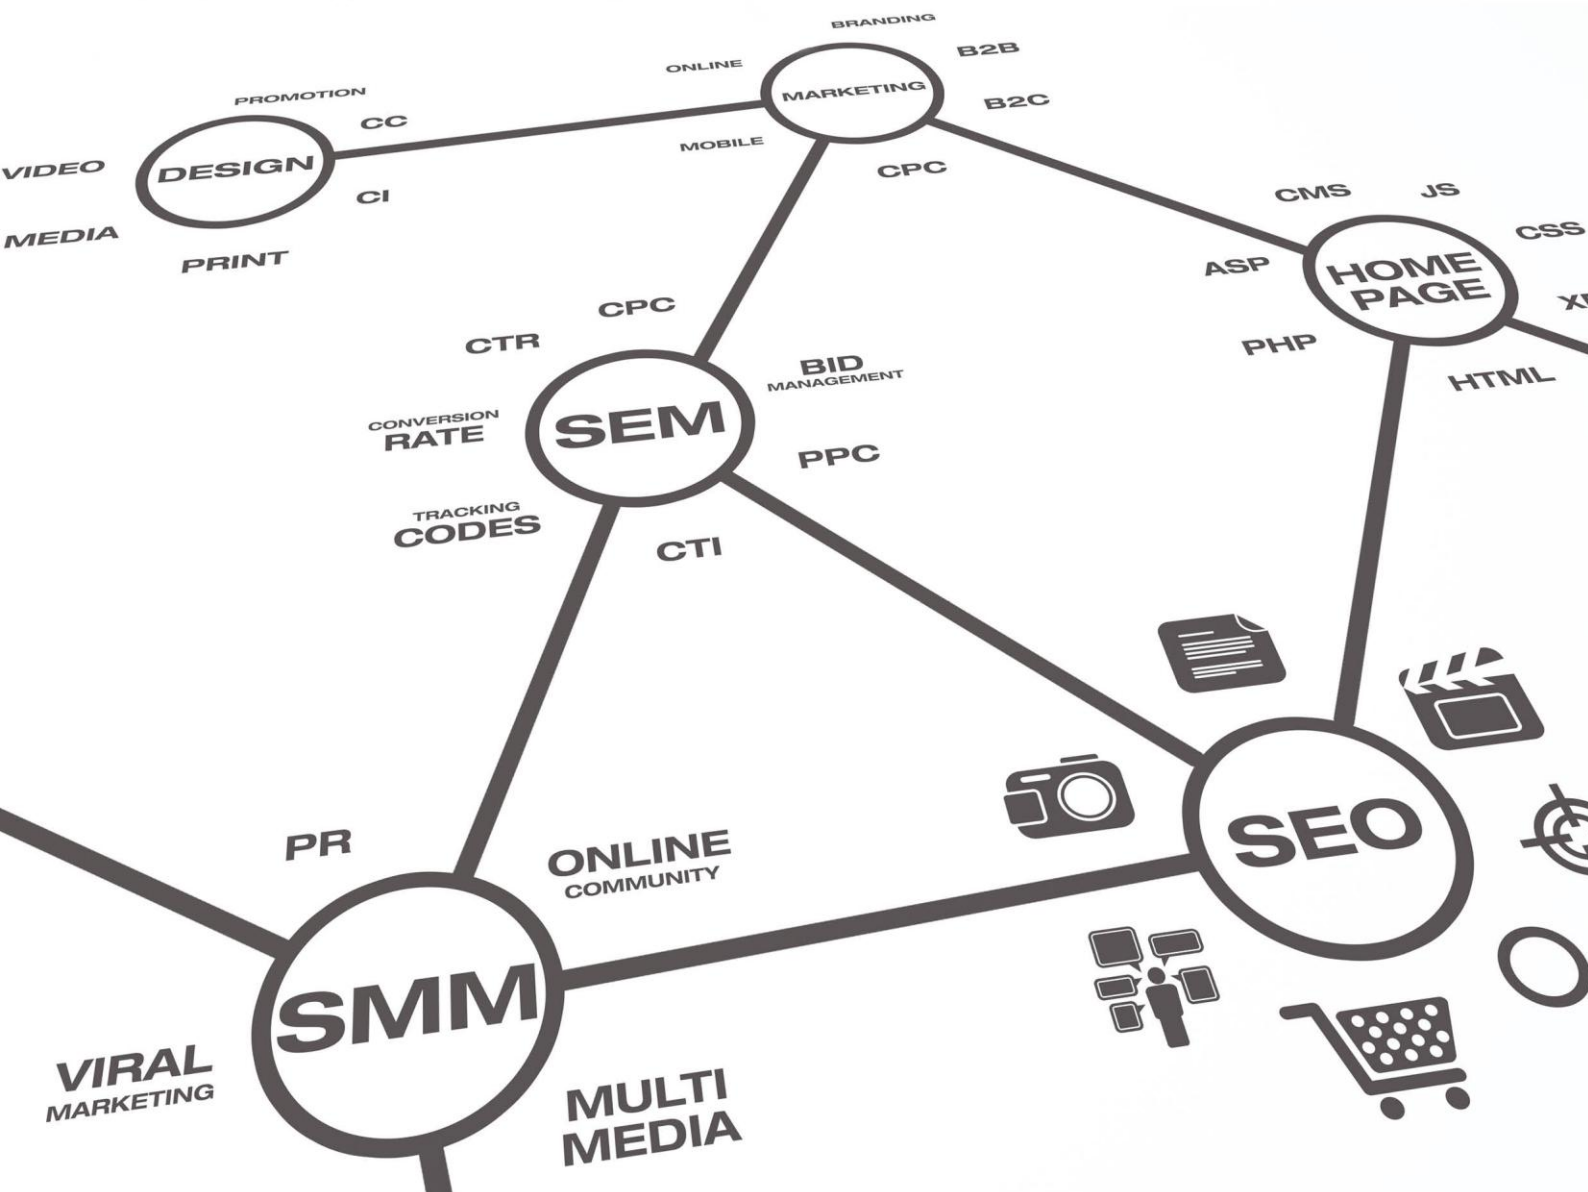 BRANDING
ONLINE
B2B
MARKETING
B2C
MOBILE
CPC
PROMOTION
CC
VIDEO
DESIGN
CI
MEDIA
PRINT
CMS
JS
CSS
ASP
HOME
PAGE
PHP
HTML
CPC
CTR
BID
MANAGEMENT
CONVERSION
RATE
SEM
PPC
TRACKING
CODES
CTI
SEO
PR
ONLINE
COMMUNITY
SMM
VIRAL
MARKETING
MULTI
MEDIA